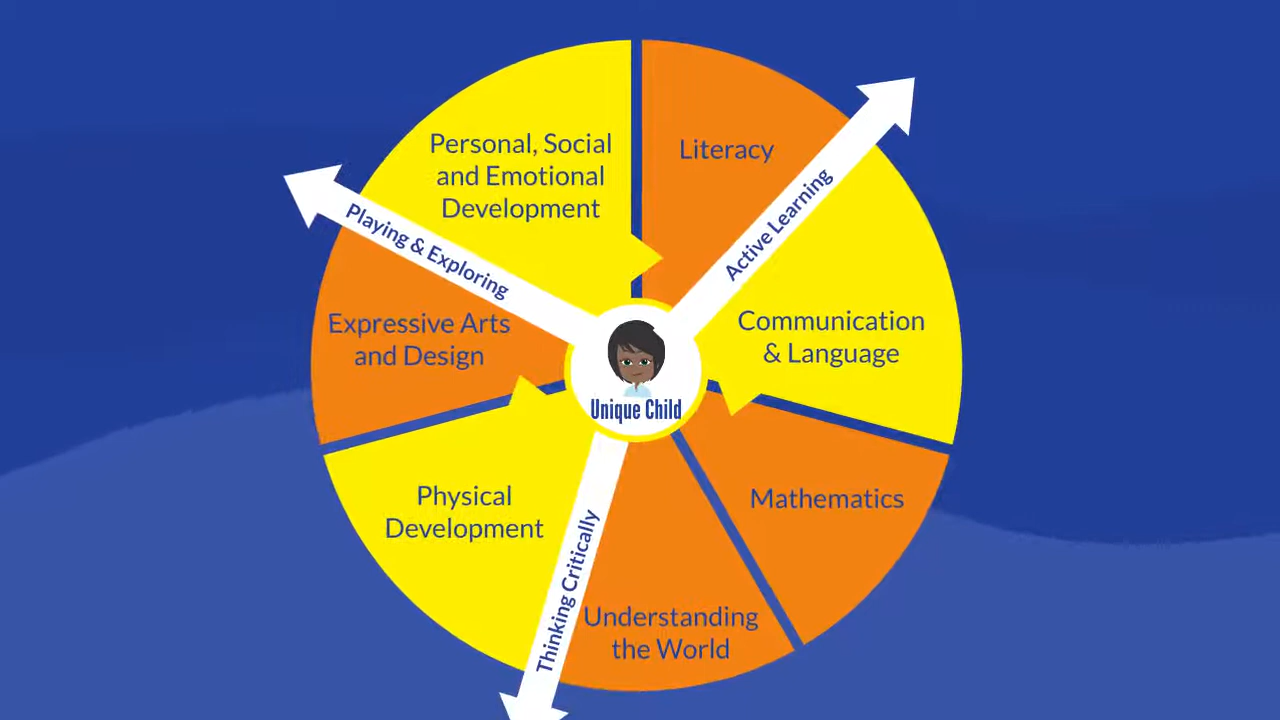 Personal, Social
and Emotional
Development
Literacy
Active Learning
Communication
& Language
Mathematics
Understanding
the World
Thinking Critically
Physical
Development
Expressive Arts
and Design
Playing & Exploring
Unique Child